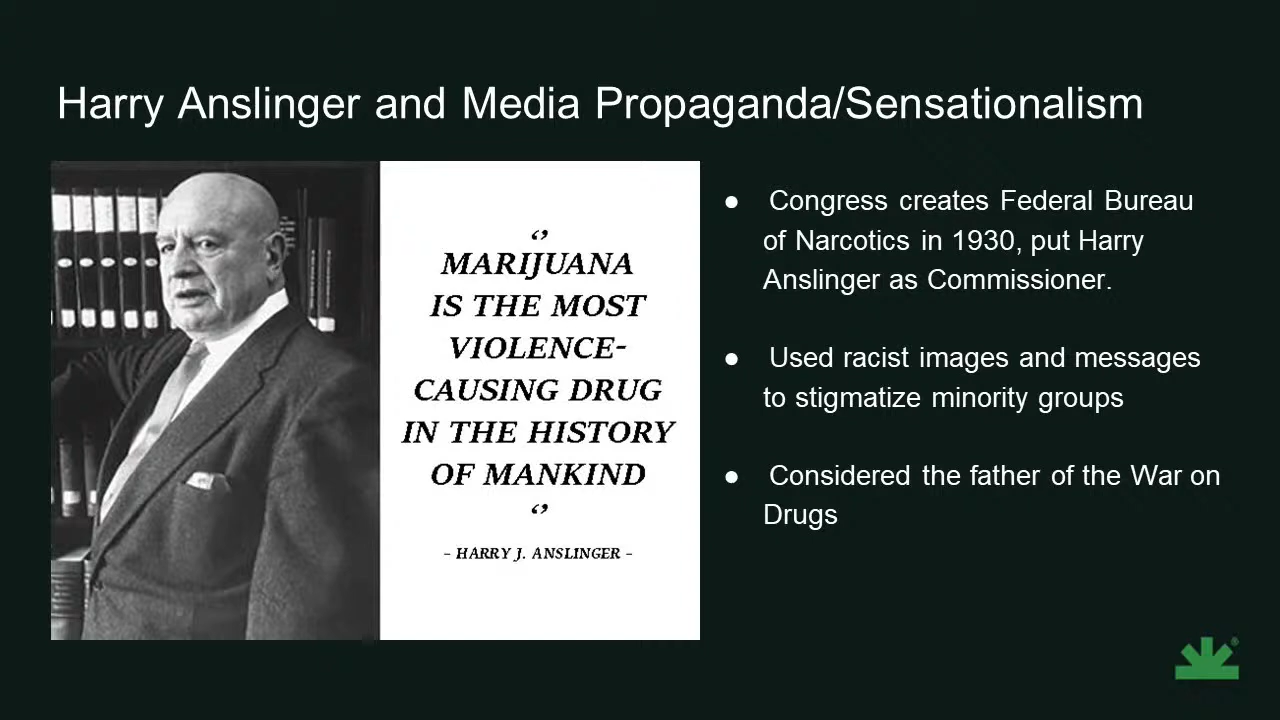 Harry Anslinger and Media Propaganda/Sensationalism
“
MARIJUANA
IS THE MOST
VIOLENCE-
CAUSING DRUG
IN THE HISTORY
OF MANKIND
”
– HARRY J. ANSLINGER –
● Congress creates Federal Bureau
of Narcotics in 1930, put Harry
Anslinger as Commissioner.
● Used racist images and messages
to stigmatize minority groups
● Considered the father of the War on
Drugs
®